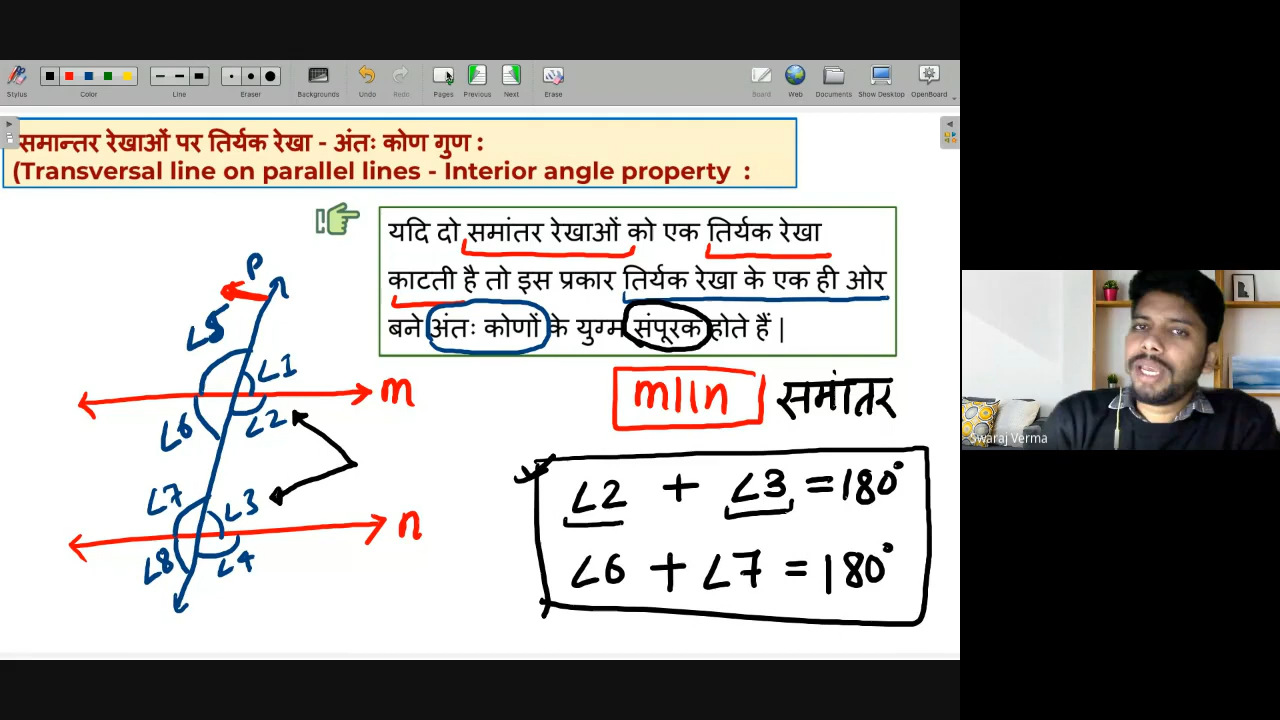 Stylus
Color
Line
Eraser
Backgrounds
Undo
Redo
Pages
Previous
Next
Erase
Board
Web
Documents
Show Desktop
OpenBoard
समान्तर रेखाओं पर तिर्यक रेखा - अंतः कोण गुण :
(Transversal line on parallel lines - Interior angle property :
यदि दो समांतर रेखाओं को एक तिर्यक रेखा
काटती है तो इस प्रकार तिर्यक रेखा के एक ही ओर
बने अंतः कोणों के युग्म संपूरक होते हैं |
P
∠5
∠1
m
∠6
∠2
∠7
∠3
n
∠8
∠4
m||n समांतर
∠2 + ∠3 = 180°
∠6 + ∠7 = 180°
Swaraj Verma